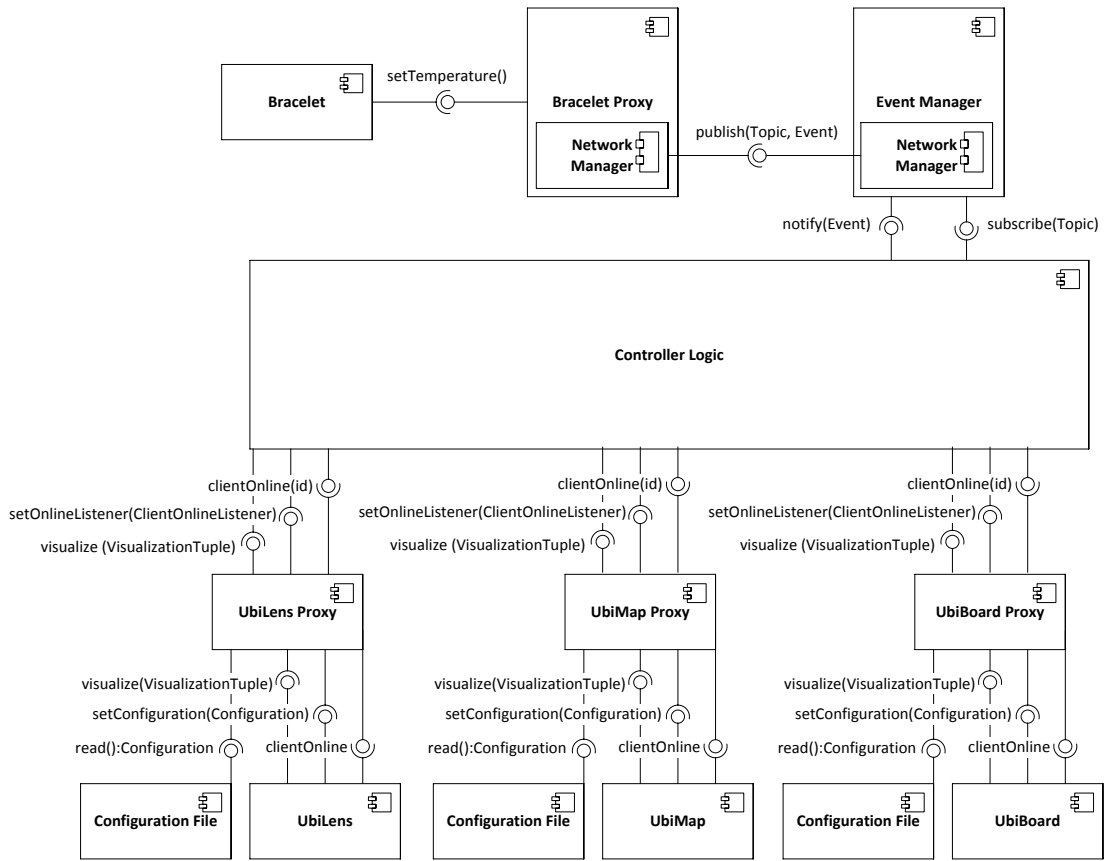 setTemperature()
Bracelet
Bracelet Proxy
Event Manager
publish(Topic, Event)
Network
Manager
Network
Manager
notify(Event)
subscribe(Topic)
Controller Logic
clientOnline(id)
setOnlineListener(ClientOnlineListener)
visualize (VisualizationTuple)
clientOnline(id)
setOnlineListener(ClientOnlineListener)
visualize (VisualizationTuple)
clientOnline(id)
setOnlineListener(ClientOnlineListener)
visualize (VisualizationTuple)
UbiLens Proxy
UbiMap Proxy
UbiBoard Proxy
visualize(VisualizationTuple)
setConfiguration(Configuration)
read():Configuration
clientOnline
visualize(VisualizationTuple)
setConfiguration(Configuration)
read():Configuration
clientOnline
visualize(VisualizationTuple)
setConfiguration(Configuration)
read():Configuration
clientOnline
Configuration File
UbiLens
Configuration File
UbiMap
Configuration File
UbiBoard